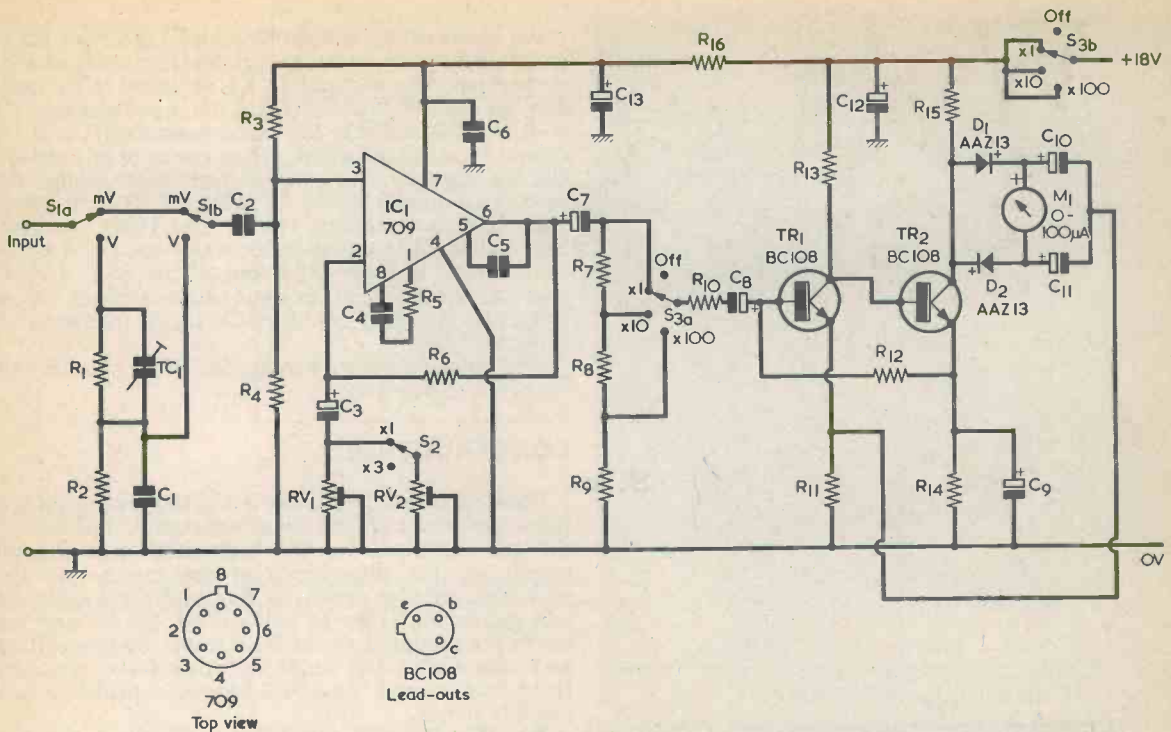 Off
S3b
x1
x10
x100
+18V
R16
C13
C12
R15
R3
C6
D1
AAZ13
C10
R13
3
7
IC1
709
6
5
4
2
8
1
C7
M1
0-
100μA
S1a
mV
mV
S1b
C2
Input
V
V
C5
R5
C4
R7
Off
x1
x10
S3a
x100
R10
C8
TR1
BC108
TR2
BC108
D2
AAZ13
C11
R1
TC1
R4
R6
R8
R12
C3
x1
S2
x3
R2
C1
RV1
RV2
R9
R11
R14
C9
0V
8
1
7
2
6
3
5
4
709
Top view
e
b
c
BC108
Lead-outs